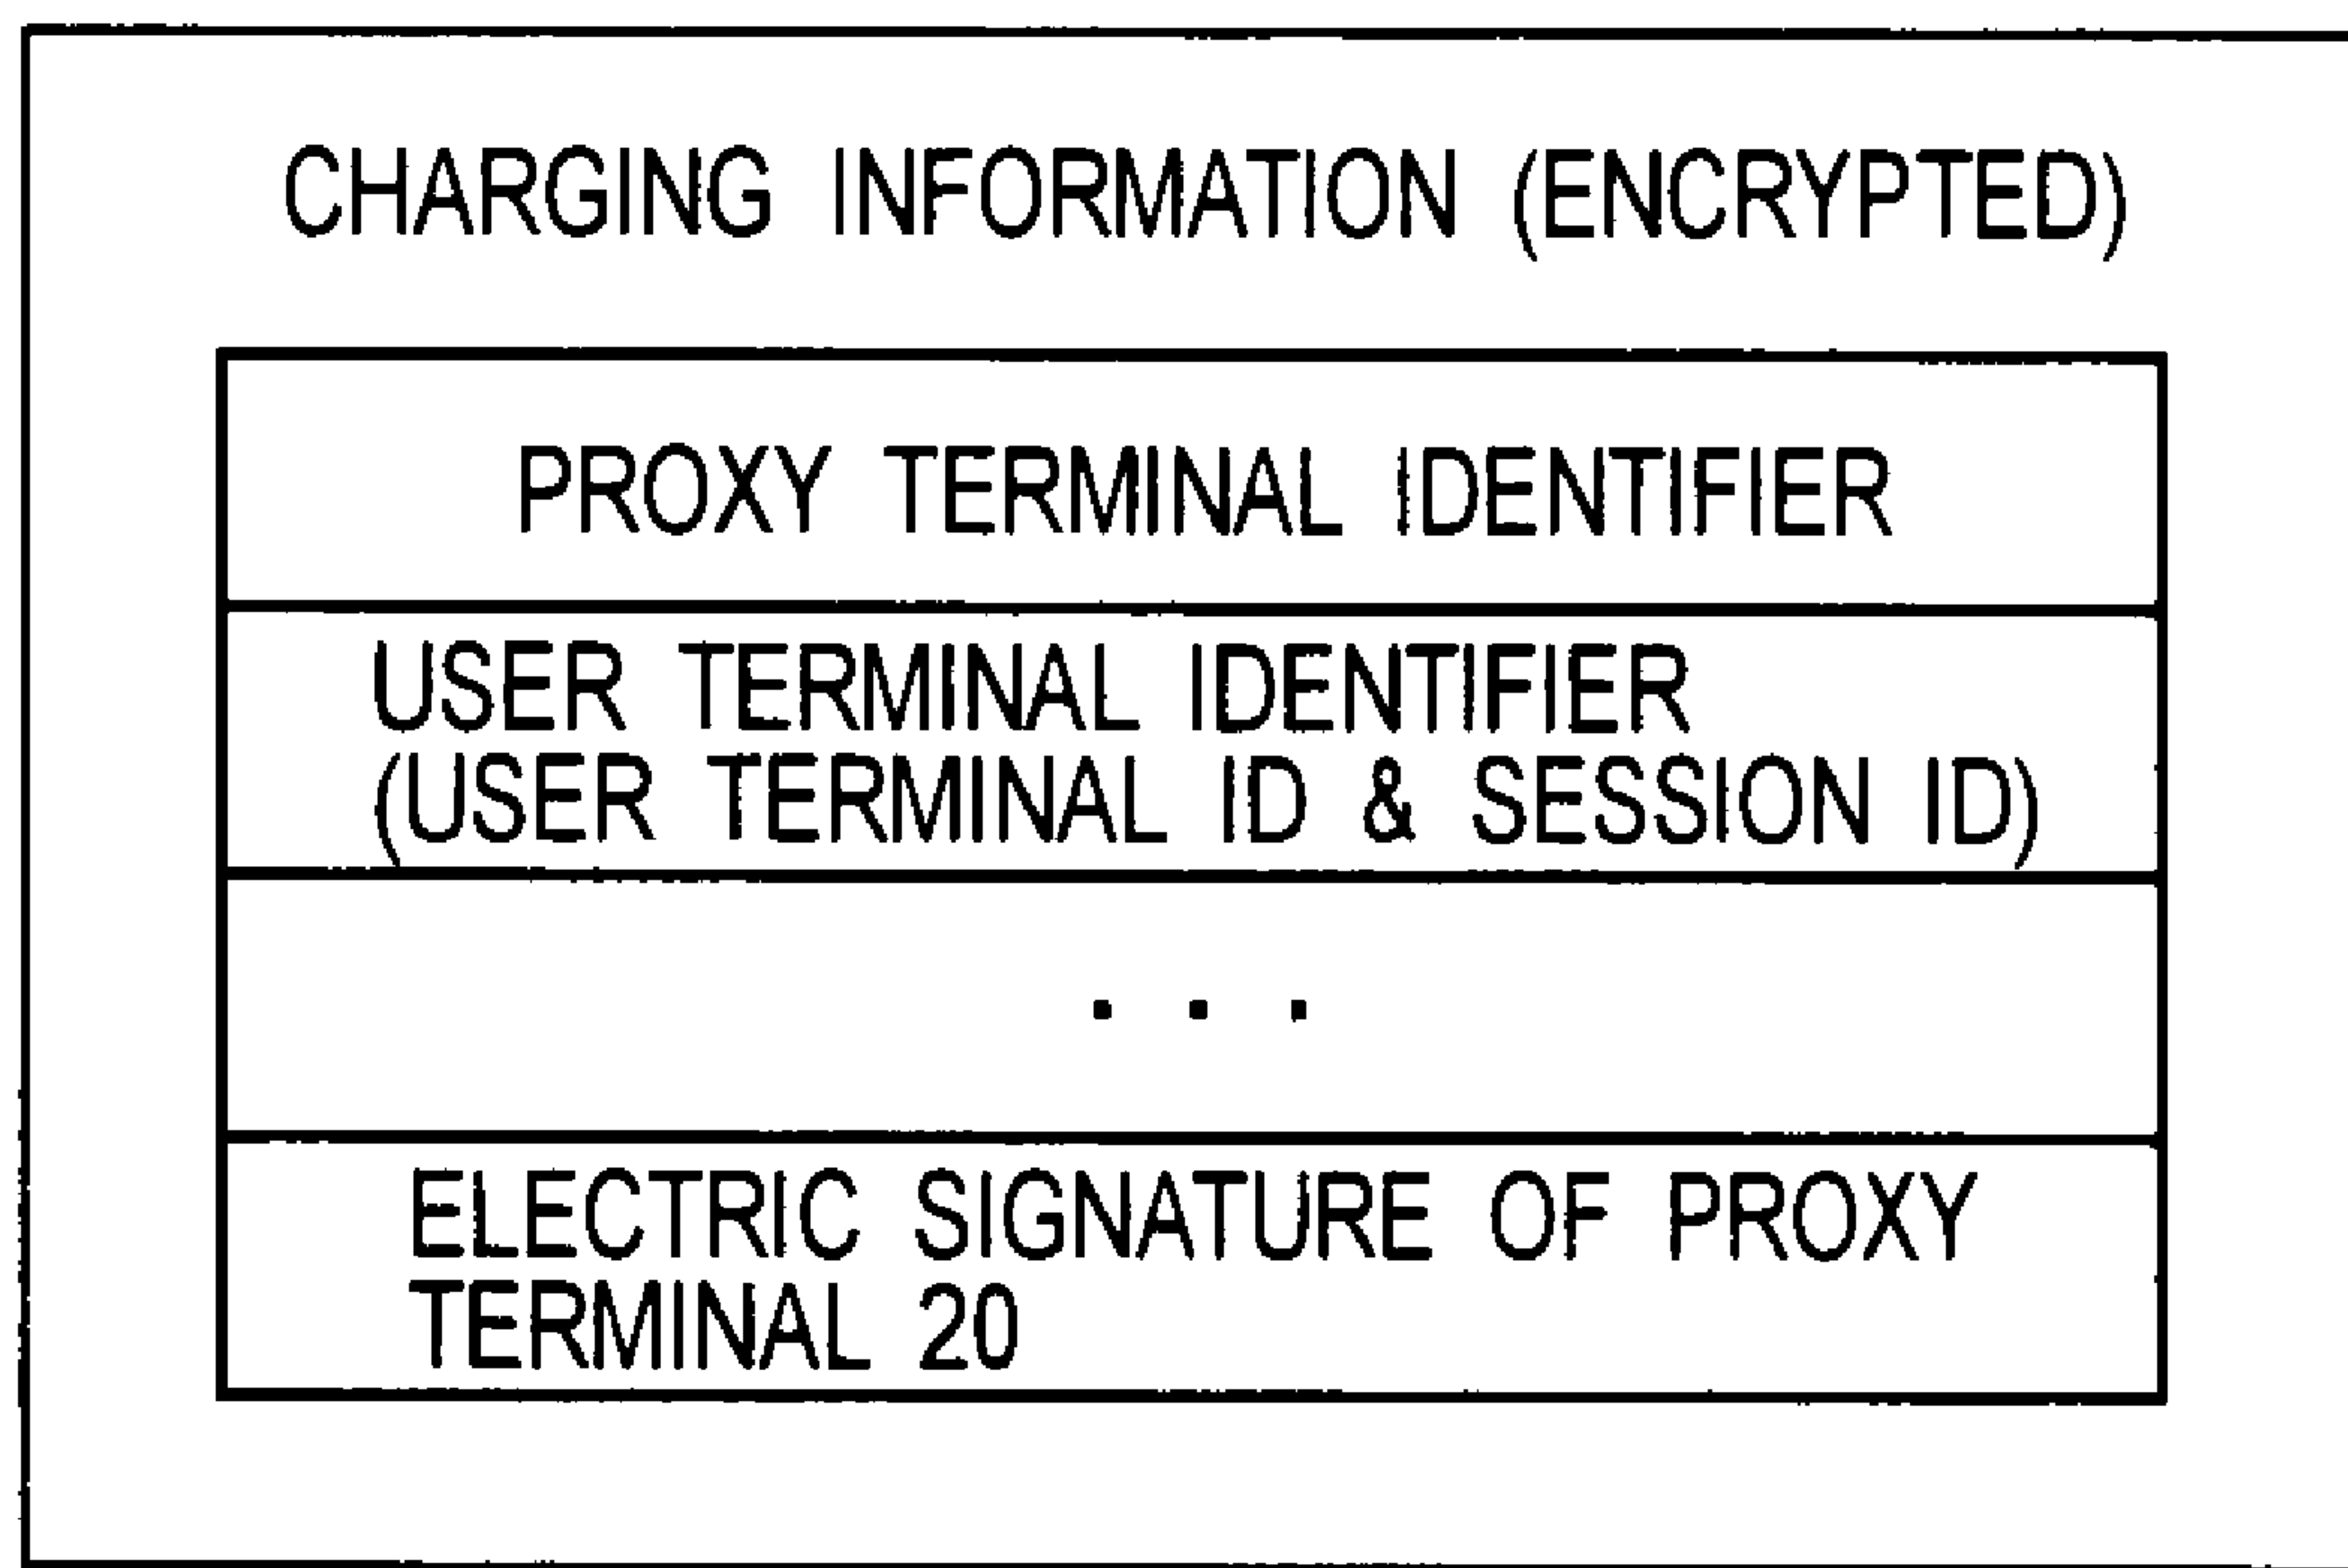 CHARGING INFORMATION (ENCRYPTED)
PROXY TERMINAL IDENTIFIER
USER TERMINAL IDENTIFIER
(USER TERMINAL ID & SESSION ID)
. . .
ELECTRIC SIGNATURE OF PROXY
TERMINAL 20